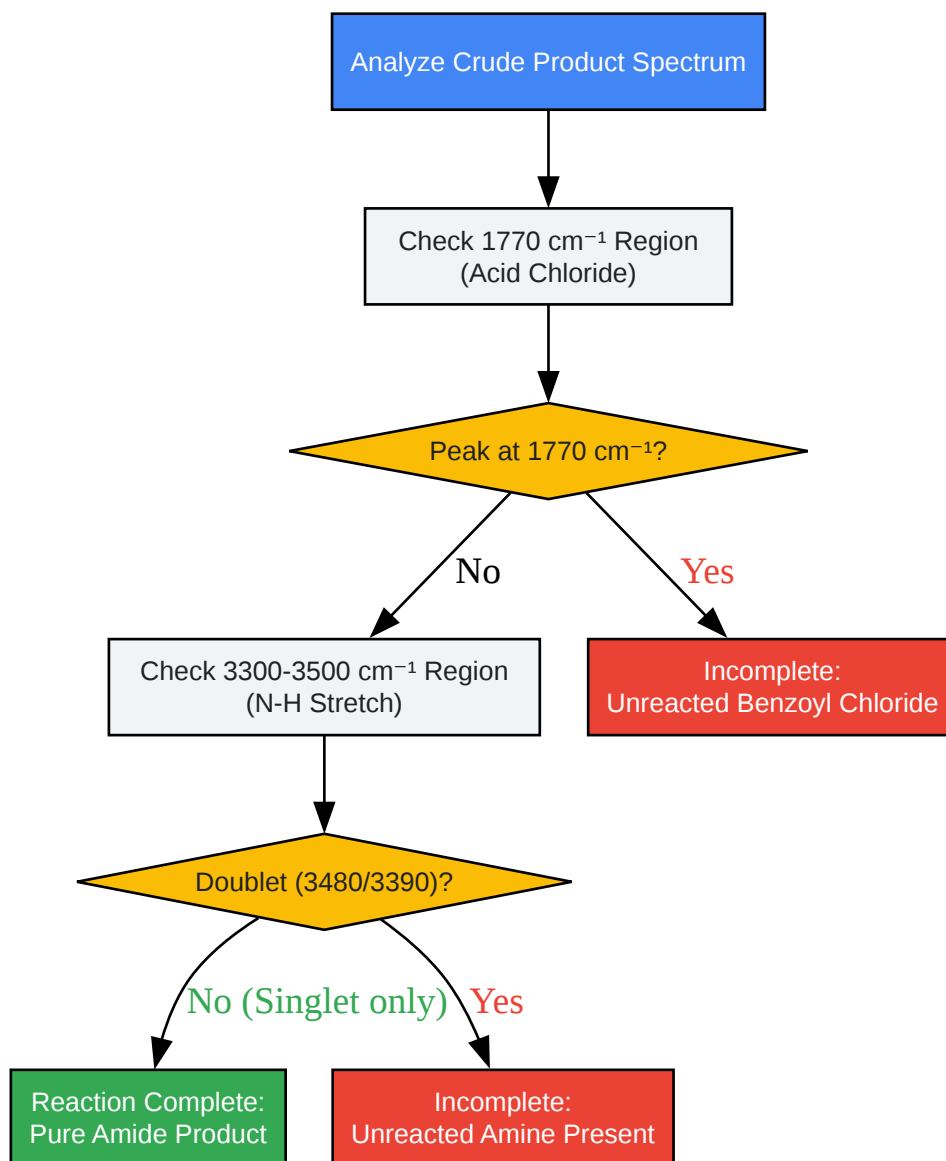 Analyze Crude Product Spectrum
Check 1770 cm⁻¹ Region
(Acid Chloride)
Peak at 1770 cm⁻¹?
No
Yes
Check 3300-3500 cm⁻¹ Region
(N-H Stretch)
Incomplete:
Unreacted Benzoyl Chloride
Doublet (3480/3390)?
No (Singlet only)
Yes
Reaction Complete:
Pure Amide Product
Incomplete:
Unreacted Amine Present